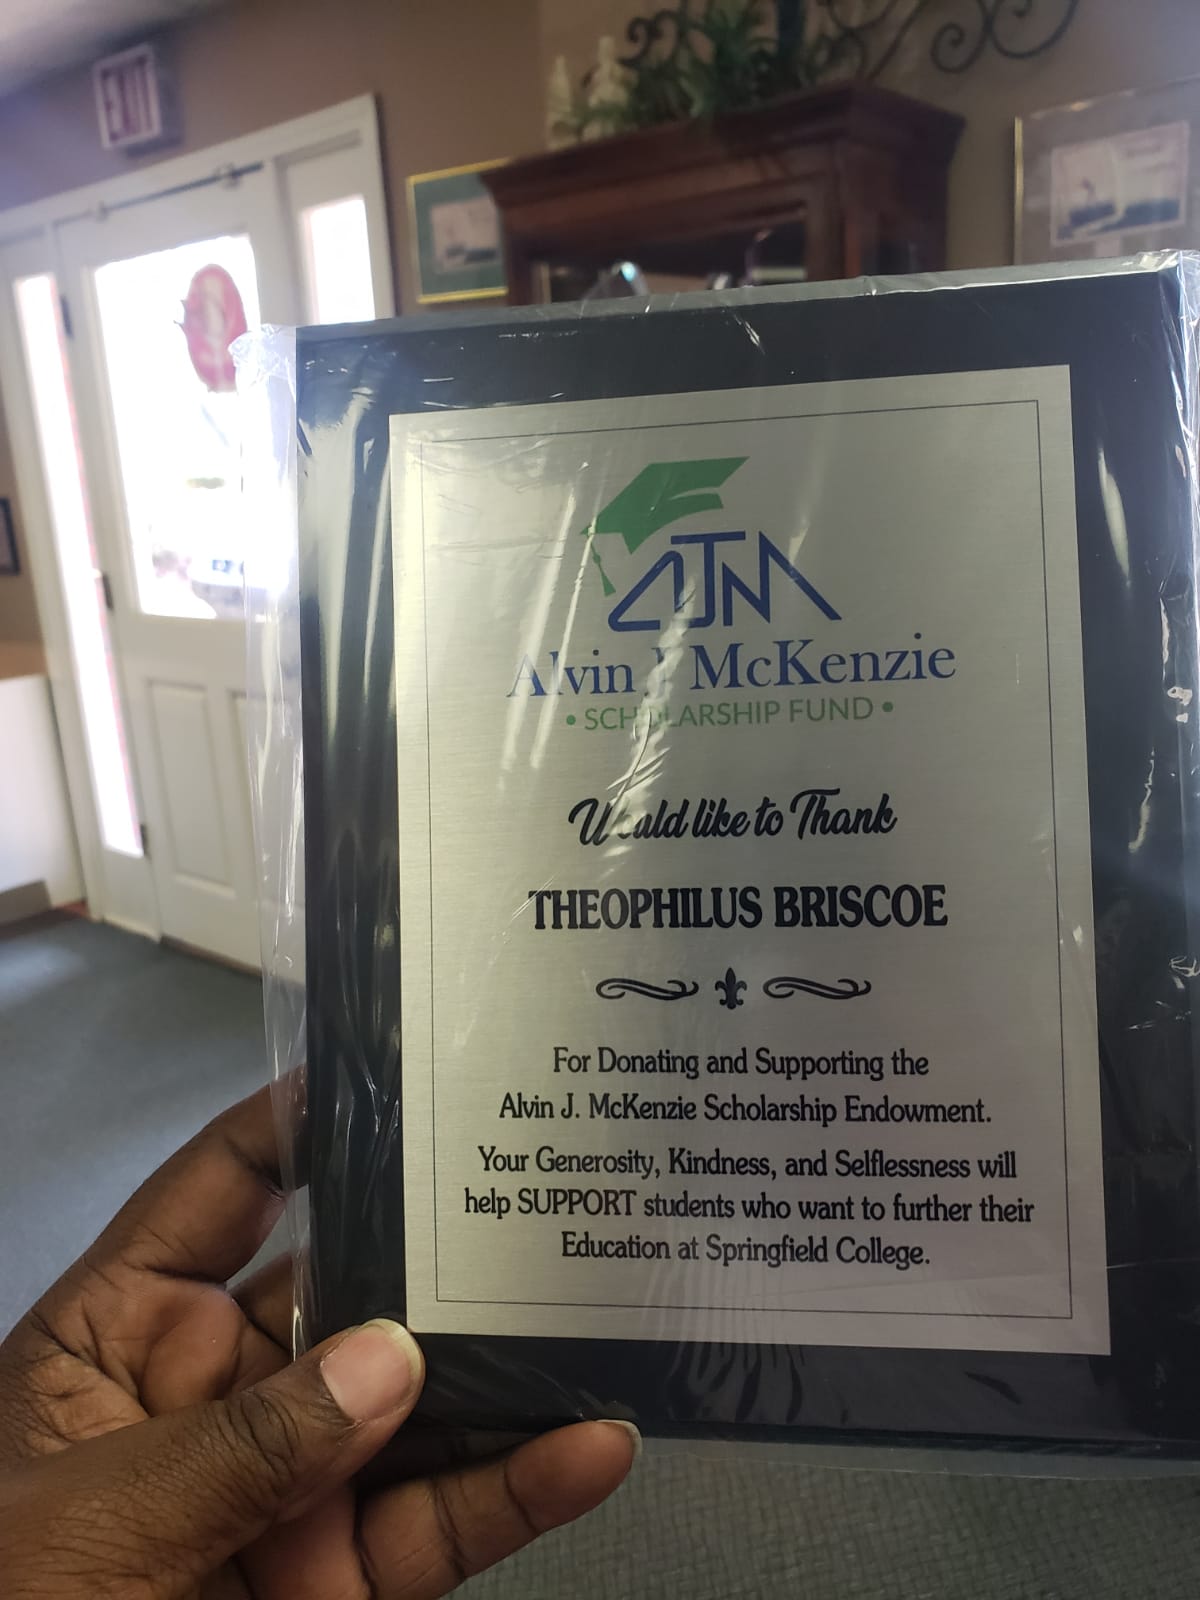 EXIT
AJM
Alvin J McKenzie
• SCHOLARSHIP FUND •
Would like to Thank
THEOPHILUS BRISCOE
For Donating and Supporting the
Alvin J. McKenzie Scholarship Endowment.
Your Generosity, Kindness, and Selflessness will
help SUPPORT students who want to further their
Education at Springfield College.